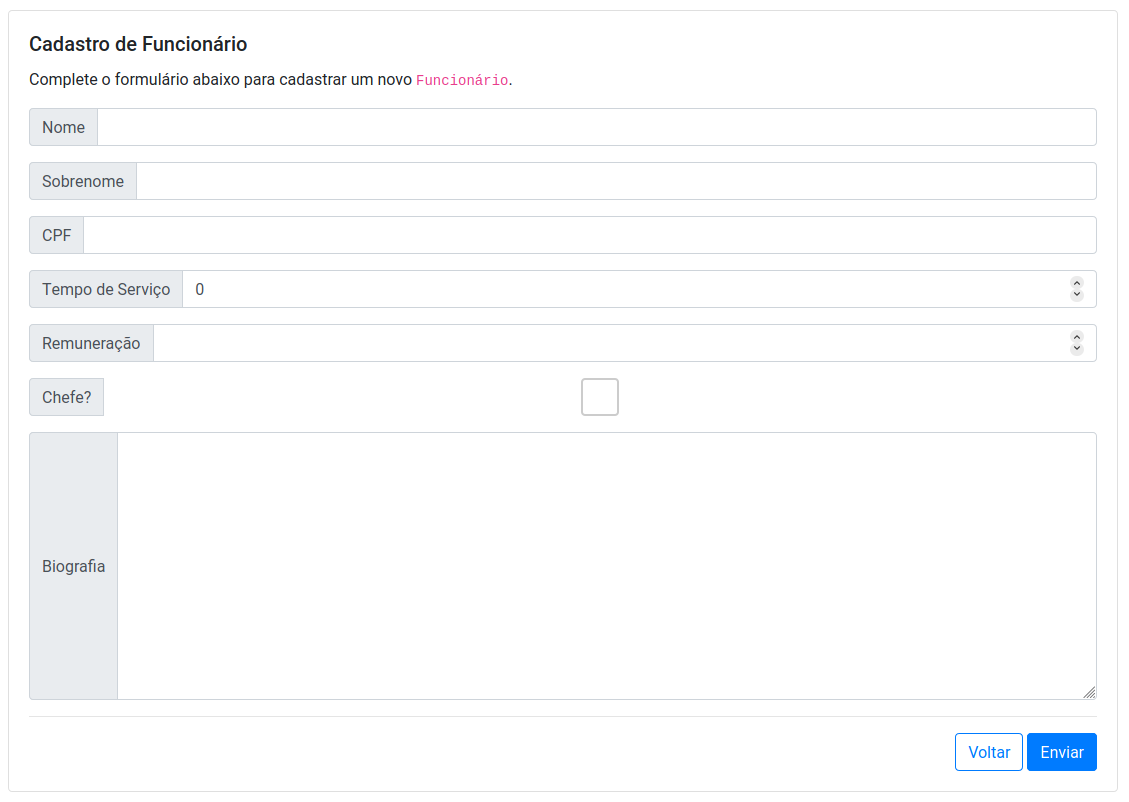 Cadastro de Funcionário
Complete o formulário abaixo para cadastrar um novo Funcionário.
Nome
Sobrenome
CPF
Tempo de Serviço 0
Remuneração
Chefe?
Biografia
Voltar Enviar